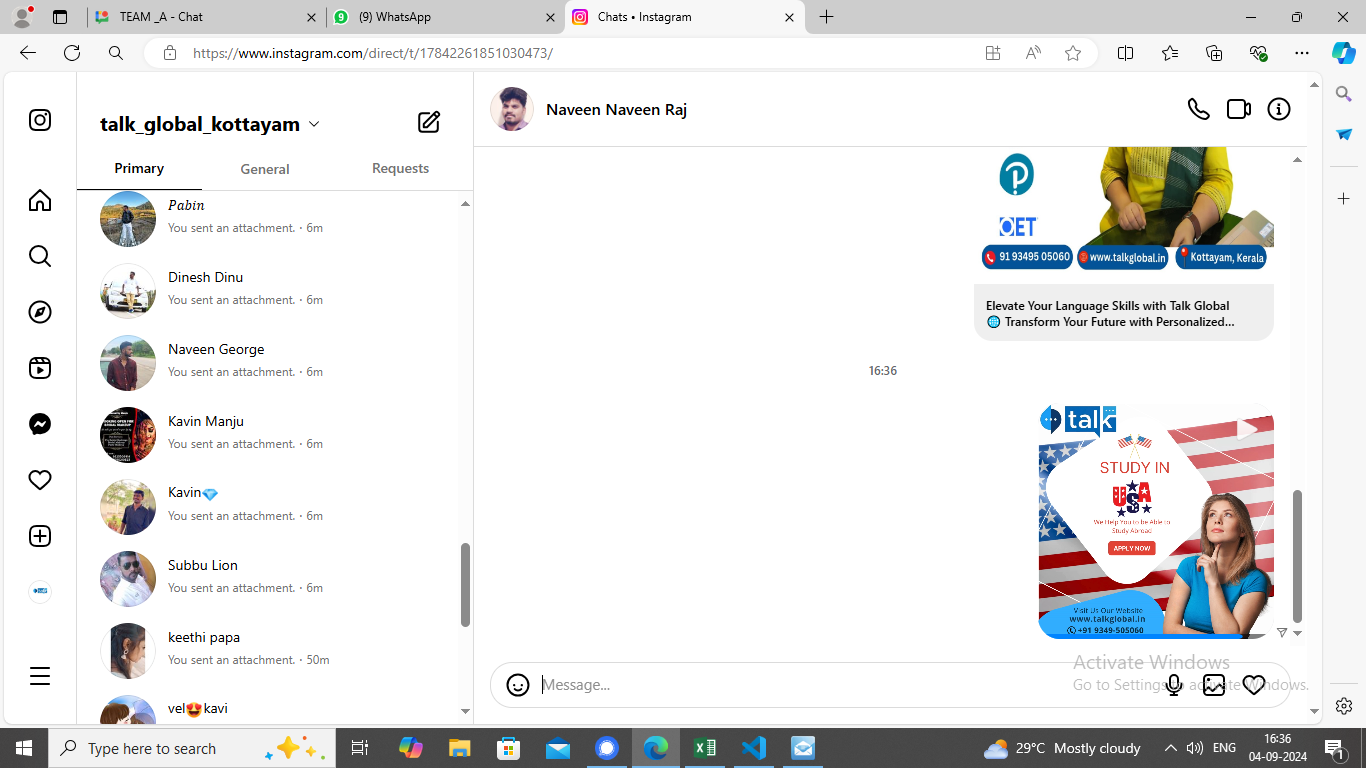 TEAM _A - Chat
(9) WhatsApp
Chats • Instagram
https://www.instagram.com/direct/t/17842261851030473/
talk_global_kottayam
Primary
General
Requests
Pabin
You sent an attachment. · 6m
Dinesh Dinu
You sent an attachment. · 6m
Naveen George
You sent an attachment. · 6m
Kavin Manju
You sent an attachment. · 6m
Kavin💎
You sent an attachment. · 6m
Subbu Lion
You sent an attachment. · 6m
keethi papa
You sent an attachment. · 50m
vel😍kavi
Naveen Naveen Raj
OET
91 93495 05060
www.talkglobal.in
Kottayam, Kerala
Elevate Your Language Skills with Talk Global
🌐 Transform Your Future with Personalized...
16:36
talk
STUDY IN
USA
We Help You to be Able to
Study Abroad
APPLY NOW
Visit Us Our Website
www.talkglobal.in
+91 9349-505060
Message...
Activate Windows
Go to Settings to activate Windows.
Type here to search
29°C Mostly cloudy
ENG
16:36
04-09-2024
1